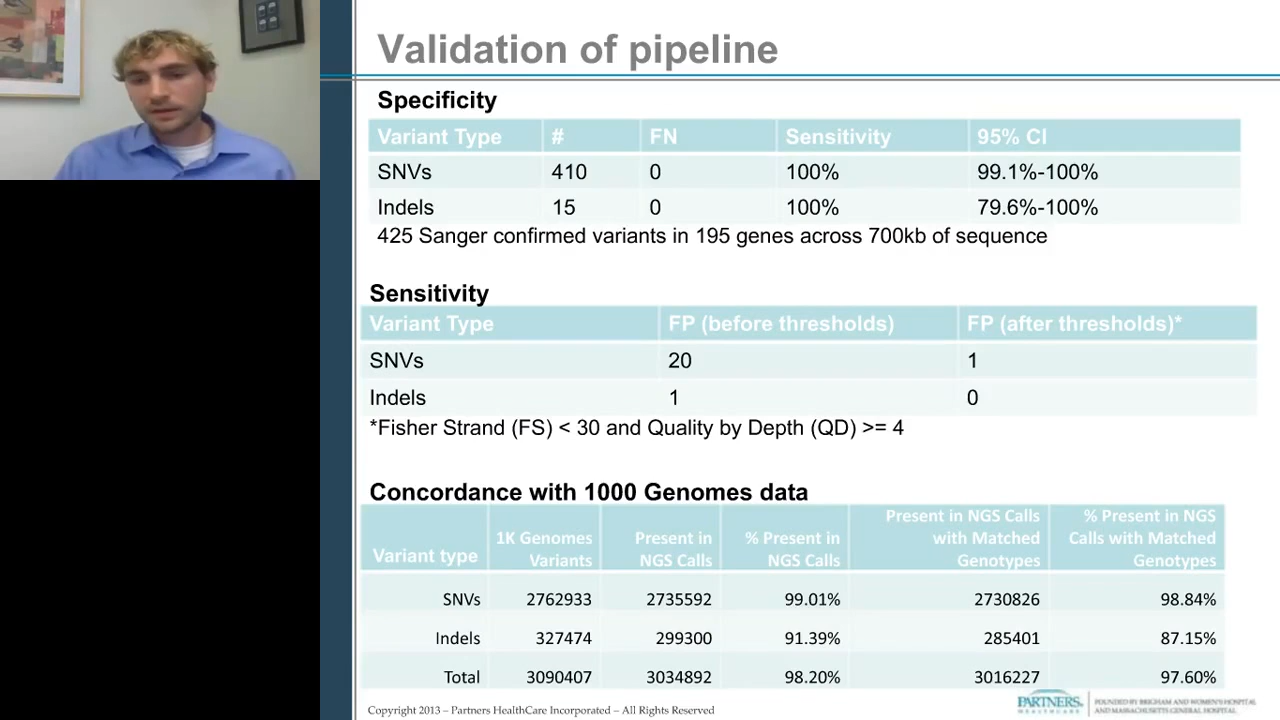 Validation of pipeline
Specificity
Variant Type # FN Sensitivity 95% CI
SNVs 410 0 100% 99.1%-100%
Indels 15 0 100% 79.6%-100%
425 Sanger confirmed variants in 195 genes across 700kb of sequence
Sensitivity
Variant Type FP (before thresholds) FP (after thresholds)*
SNVs 20 1
Indels 1 0
*Fisher Strand (FS) < 30 and Quality by Depth (QD) >= 4
Concordance with 1000 Genomes data
Variant type
1K Genomes
Variants
Present in
NGS Calls
% Present in
NGS Calls
Present in NGS Calls
with Matched
Genotypes
% Present in NGS
Calls with Matched
Genotypes
SNVs 2762933 2735592 99.01% 2730826 98.84%
Indels 327474 299300 91.39% 285401 87.15%
Total 3090407 3034892 98.20% 3016227 97.60%
Copyright 2013 – Partners HealthCare Incorporated – All Rights Reserved
PARTNERS
HEALTHCARE
FOUNDED BY BRIGHAM AND WOMEN'S HOSPITAL
AND MASSACHUSETTS GENERAL HOSPITAL